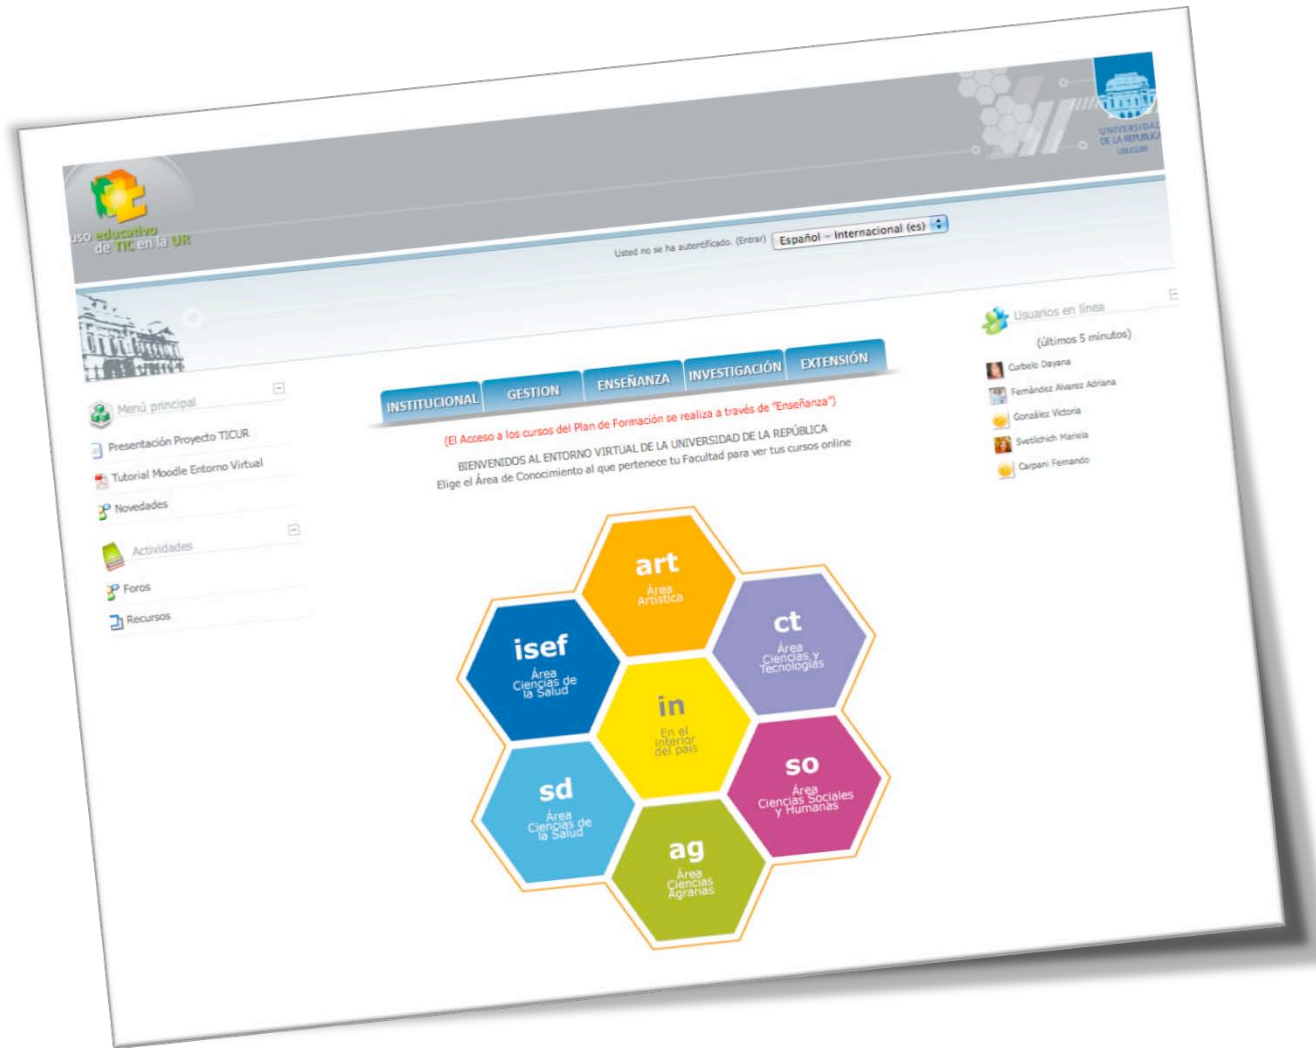 uso educativo
de TIC en la UR
UNIVERSIDAD
DE LA REPUBLICA
URUGUAY
Usted no se ha autentificado. (Entrar)
Español - Internacional (es)
Menú principal
Presentación Proyecto TICUR
Tutorial Moodle Entorno Virtual
Novedades
Actividades
Foros
Recursos
INSTITUCIONAL
GESTION
ENSEÑANZA
INVESTIGACIÓN
EXTENSIÓN
(El Acceso a los cursos del Plan de Formación se realiza a través de "Enseñanza")
BIENVENIDOS AL ENTORNO VIRTUAL DE LA UNIVERSIDAD DE LA REPÚBLICA
Elige el Área de Conocimiento al que pertenece tu Facultad para ver tus cursos online
art
Área
Artística
isef
Área
Ciencias de
la Salud
ct
Área
Ciencias y
Tecnologías
in
En el
interior
del país
sd
Área
Ciencias de
la Salud
so
Área
Ciencias Sociales
y Humanas
ag
Área
Ciencias
Agrarias
Usuarios en línea
(últimos 5 minutos)
Curbelo Dayana
Fernández Alvarez Adriana
González Victoria
Svetlichich Mariela
Carpani Fernando